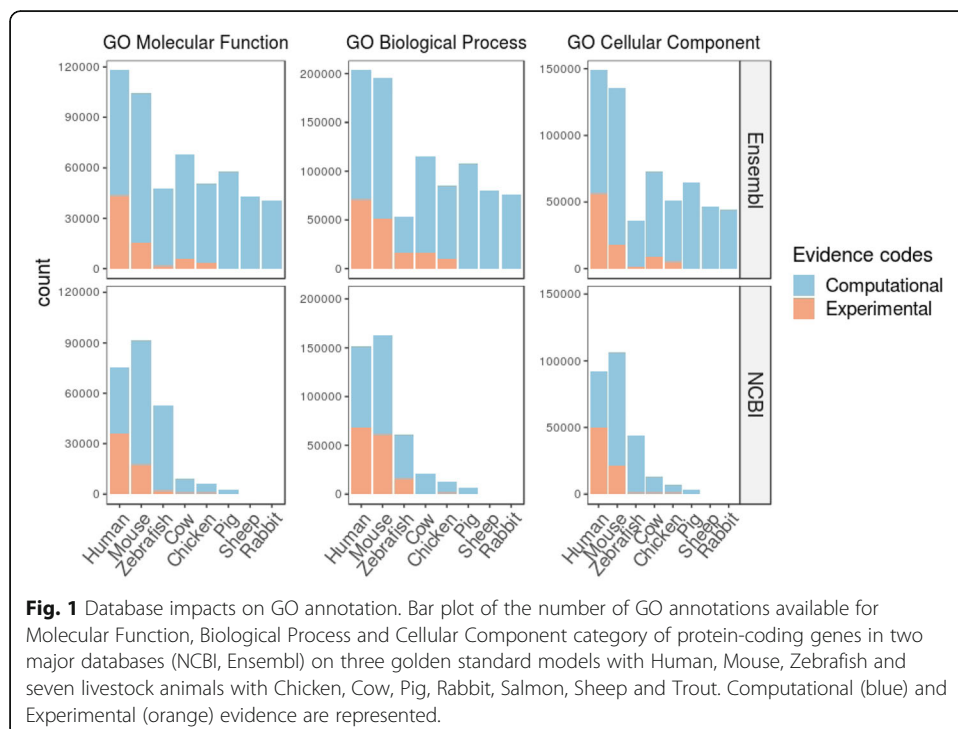 GO Molecular Function
GO Biological Process
GO Cellular Component
count
120000
90000
60000
30000
0
200000
150000
100000
50000
0
150000
100000
50000
0
Ensembl
120000
90000
60000
30000
0
200000
150000
100000
50000
0
150000
100000
50000
0
NCBI
Human
Mouse
Zebrafish
Cow
Chicken
Pig
Sheep
Rabbit
Human
Mouse
Zebrafish
Cow
Chicken
Pig
Sheep
Rabbit
Human
Mouse
Zebrafish
Cow
Chicken
Pig
Sheep
Rabbit
Evidence codes
Computational
Experimental
Fig. 1 Database impacts on GO annotation. Bar plot of the number of GO annotations available for
Molecular Function, Biological Process and Cellular Component category of protein-coding genes in two
major databases (NCBI, Ensembl) on three golden standard models with Human, Mouse, Zebrafish and
seven livestock animals with Chicken, Cow, Pig, Rabbit, Salmon, Sheep and Trout. Computational (blue) and
Experimental (orange) evidence are represented.